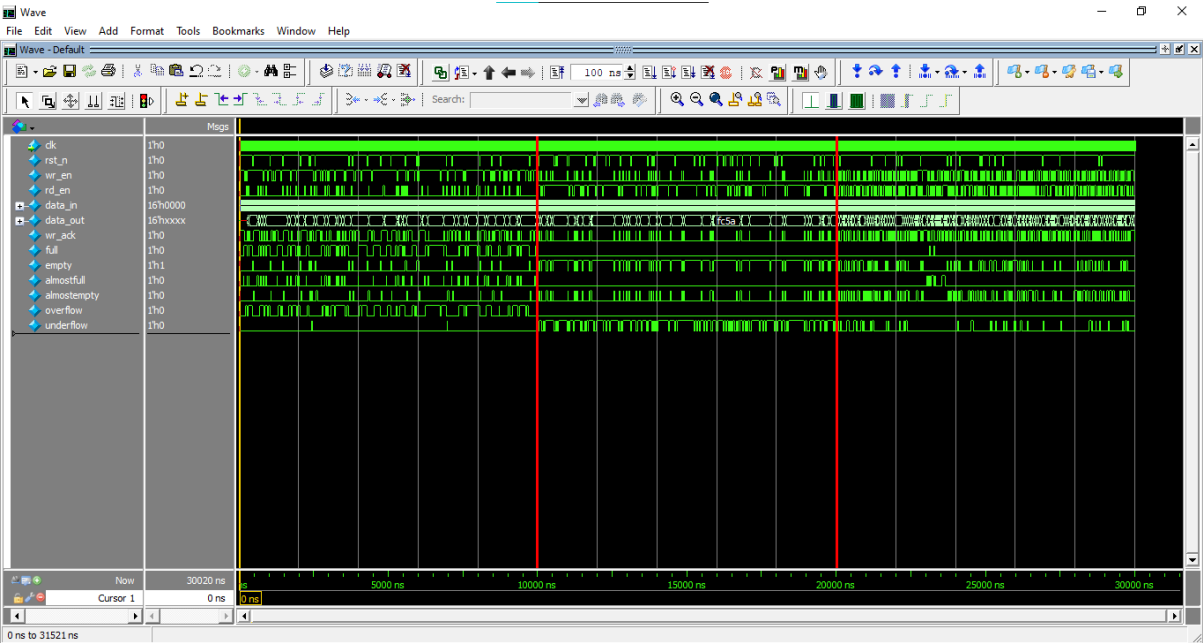 Wave
File Edit View Add Format Tools Bookmarks Window Help
Wave - Default
100 ns
Search:
Msgs
clk 1'h0
rst_n 1'h0
wr_en 1'h0
rd_en 1'h0
data_in 16'h0000
data_out 16'hxxxx fc5a
wr_ack 1'h0
full 1'h0
empty 1'h1
almostfull 1'h0
almostempty 1'h0
overflow 1'h0
underflow 1'h0
Now 30020 ns 5000 ns 10000 ns 15000 ns 20000 ns 25000 ns 30000 ns
Cursor 1 0 ns 0 ns
0 ns to 31521 ns